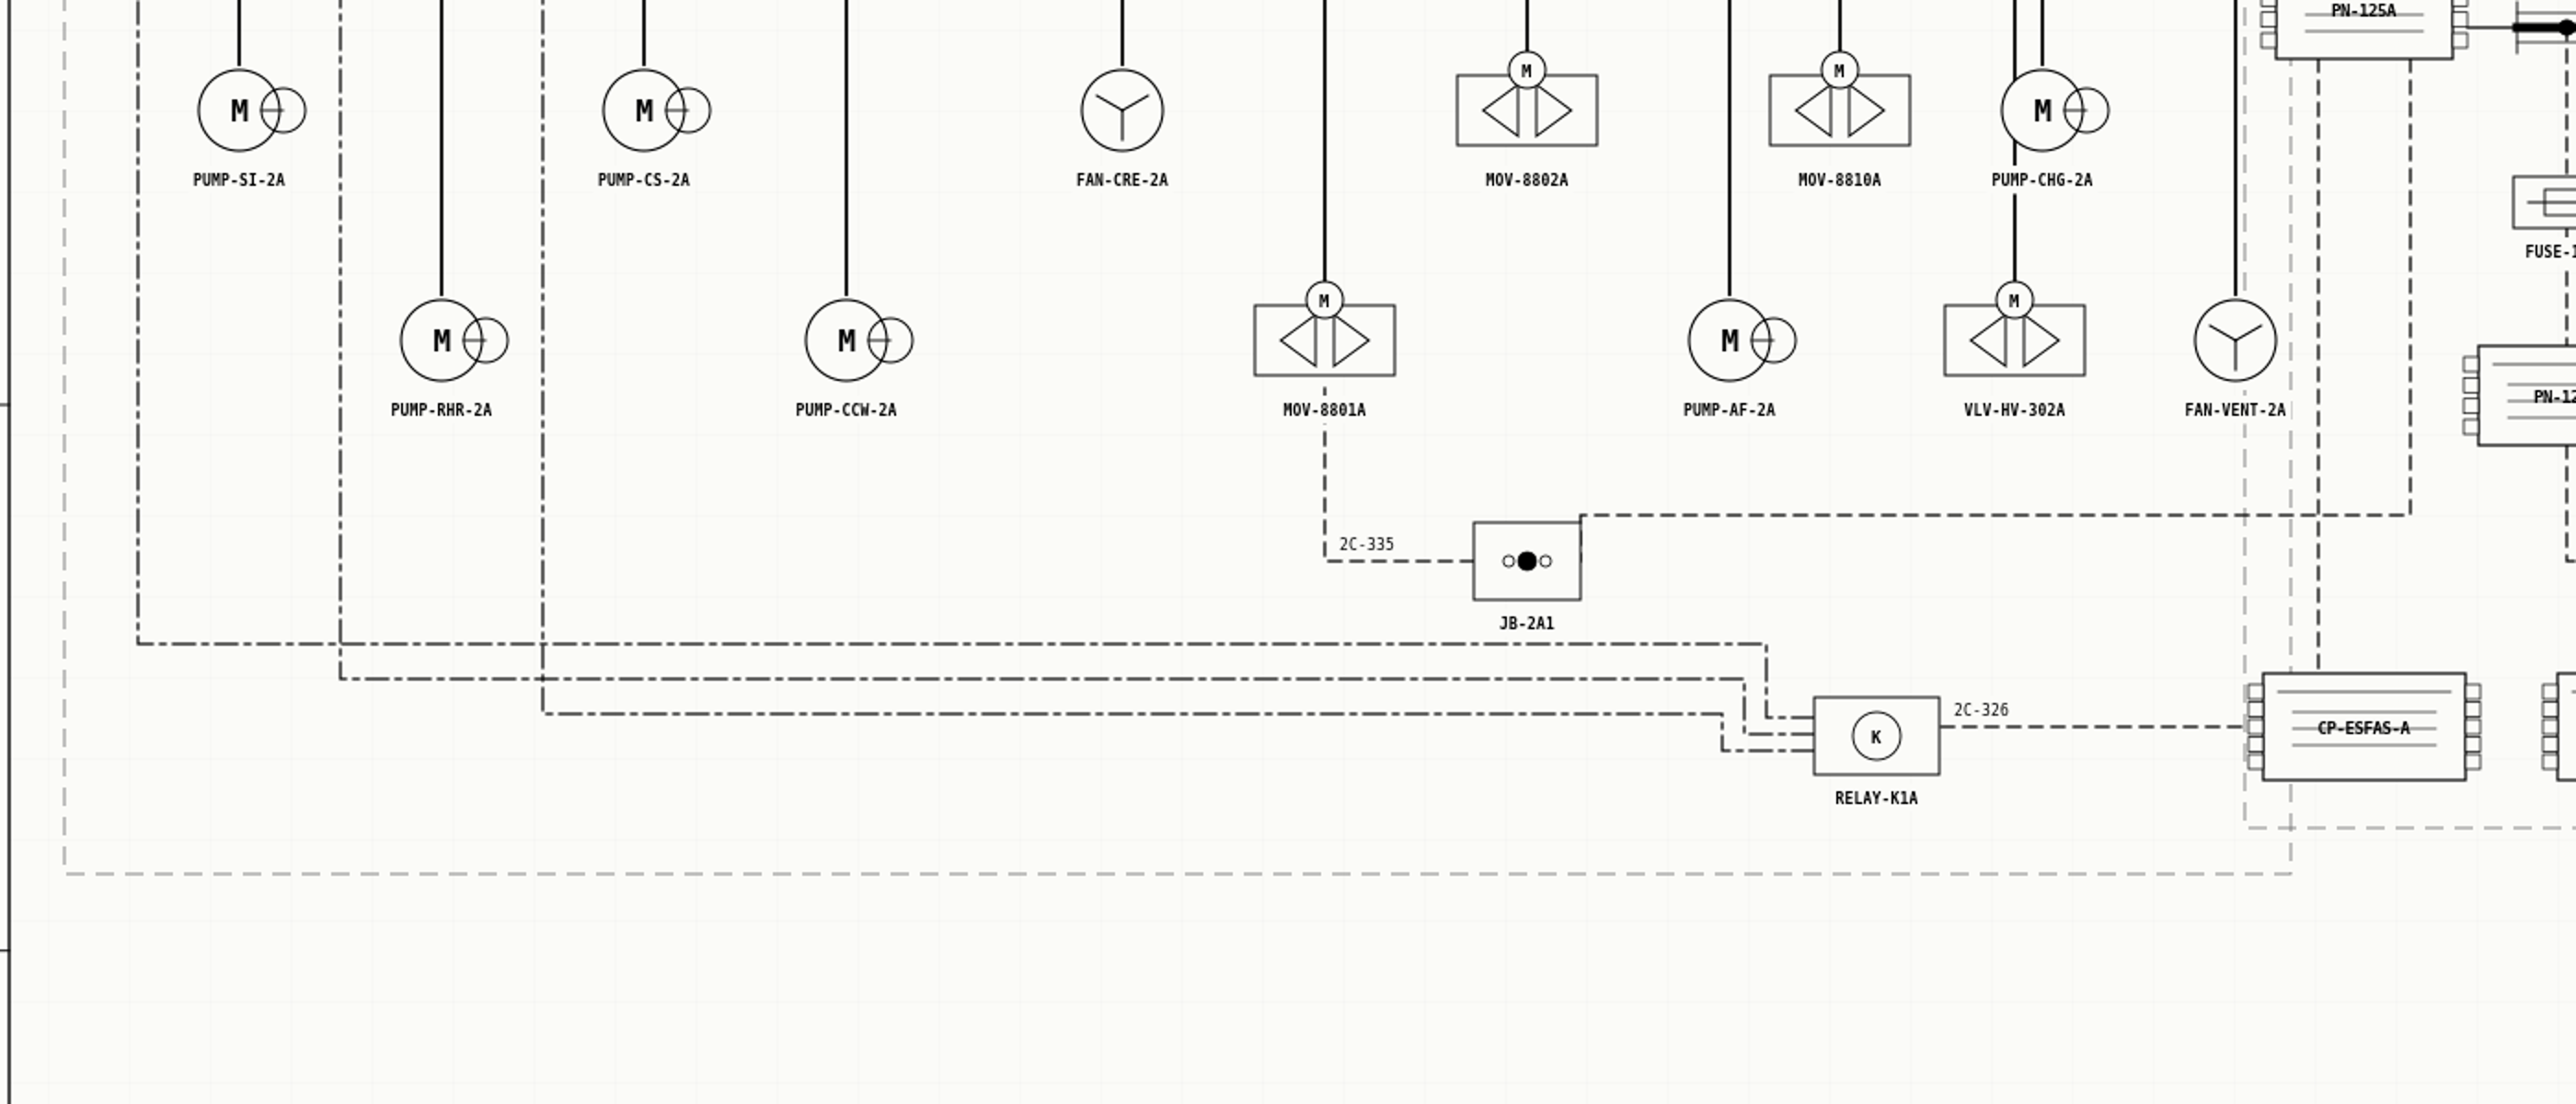 PN-125A
M
M
M
M
M
PUMP-SI-2A
PUMP-CS-2A
FAN-CRE-2A
MOV-8802A
MOV-8810A
PUMP-CHG-2A
M
M
M
M
M
PUMP-RHR-2A
PUMP-CCW-2A
MOV-8801A
PUMP-AF-2A
VLV-HV-302A
FAN-VENT-2A
2C-335
JB-2A1
2C-326
K
CP-ESFAS-A
RELAY-K1A